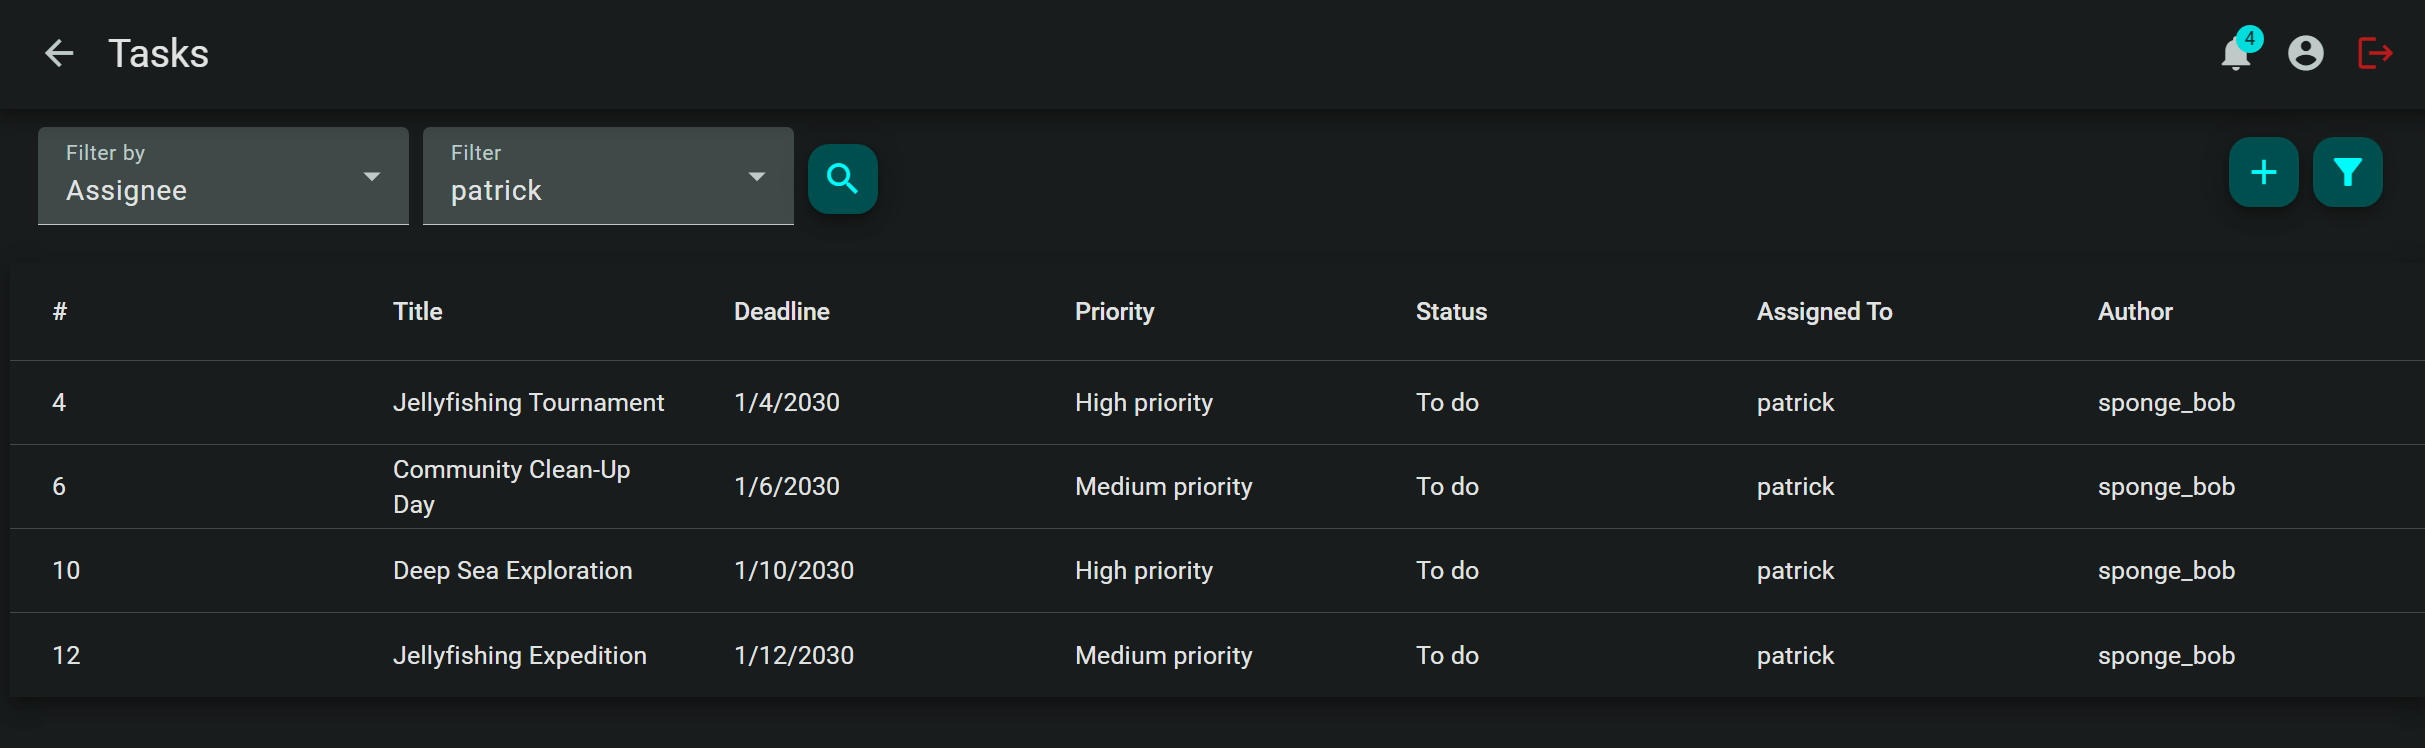 Tasks
4
Filter by
Assignee
Filter
patrick
# Title Deadline Priority Status Assigned To Author
4 Jellyfishing Tournament 1/4/2030 High priority To do patrick sponge_bob
6 Community Clean-Up Day 1/6/2030 Medium priority To do patrick sponge_bob
10 Deep Sea Exploration 1/10/2030 High priority To do patrick sponge_bob
12 Jellyfishing Expedition 1/12/2030 Medium priority To do patrick sponge_bob